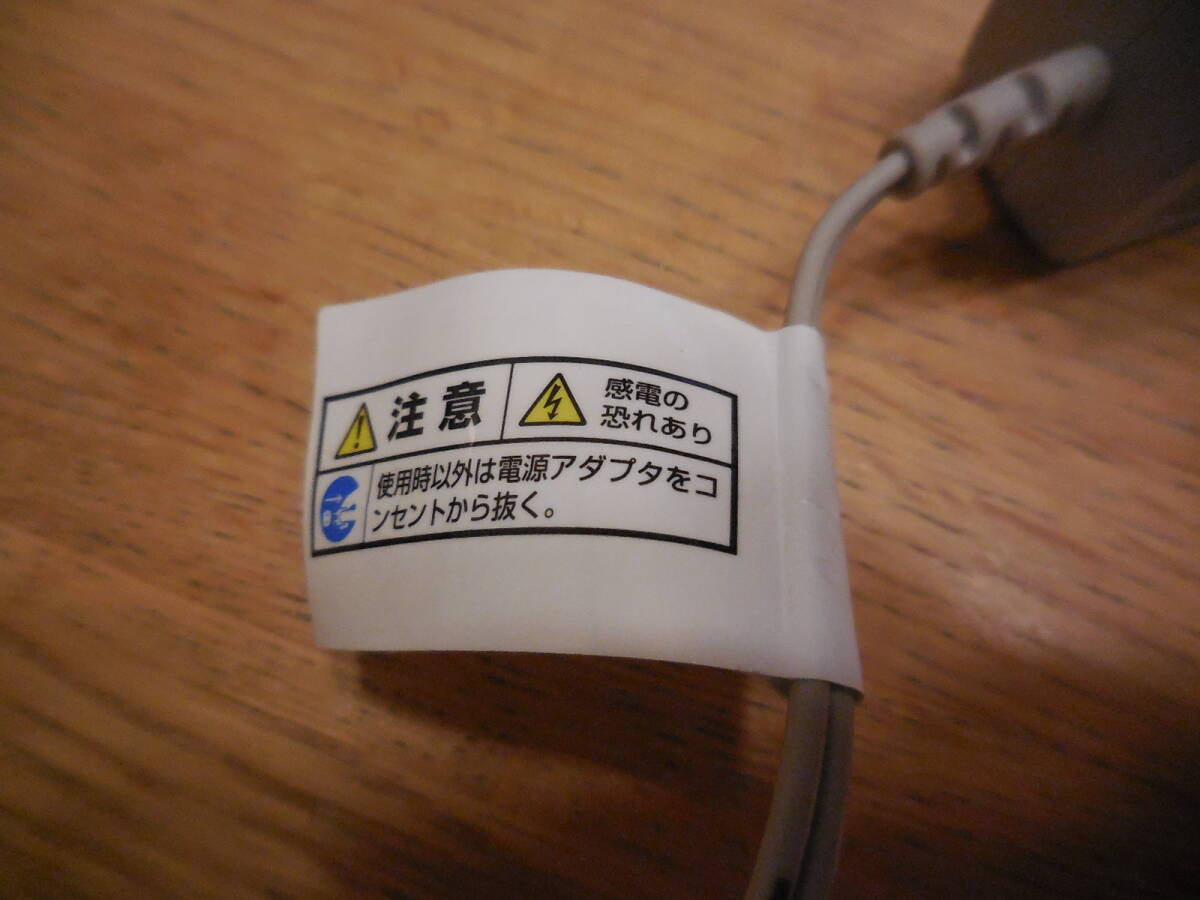 注意
感電の
恐れあり
使用時以外は電源アダプタをコ
ンセントから抜く。